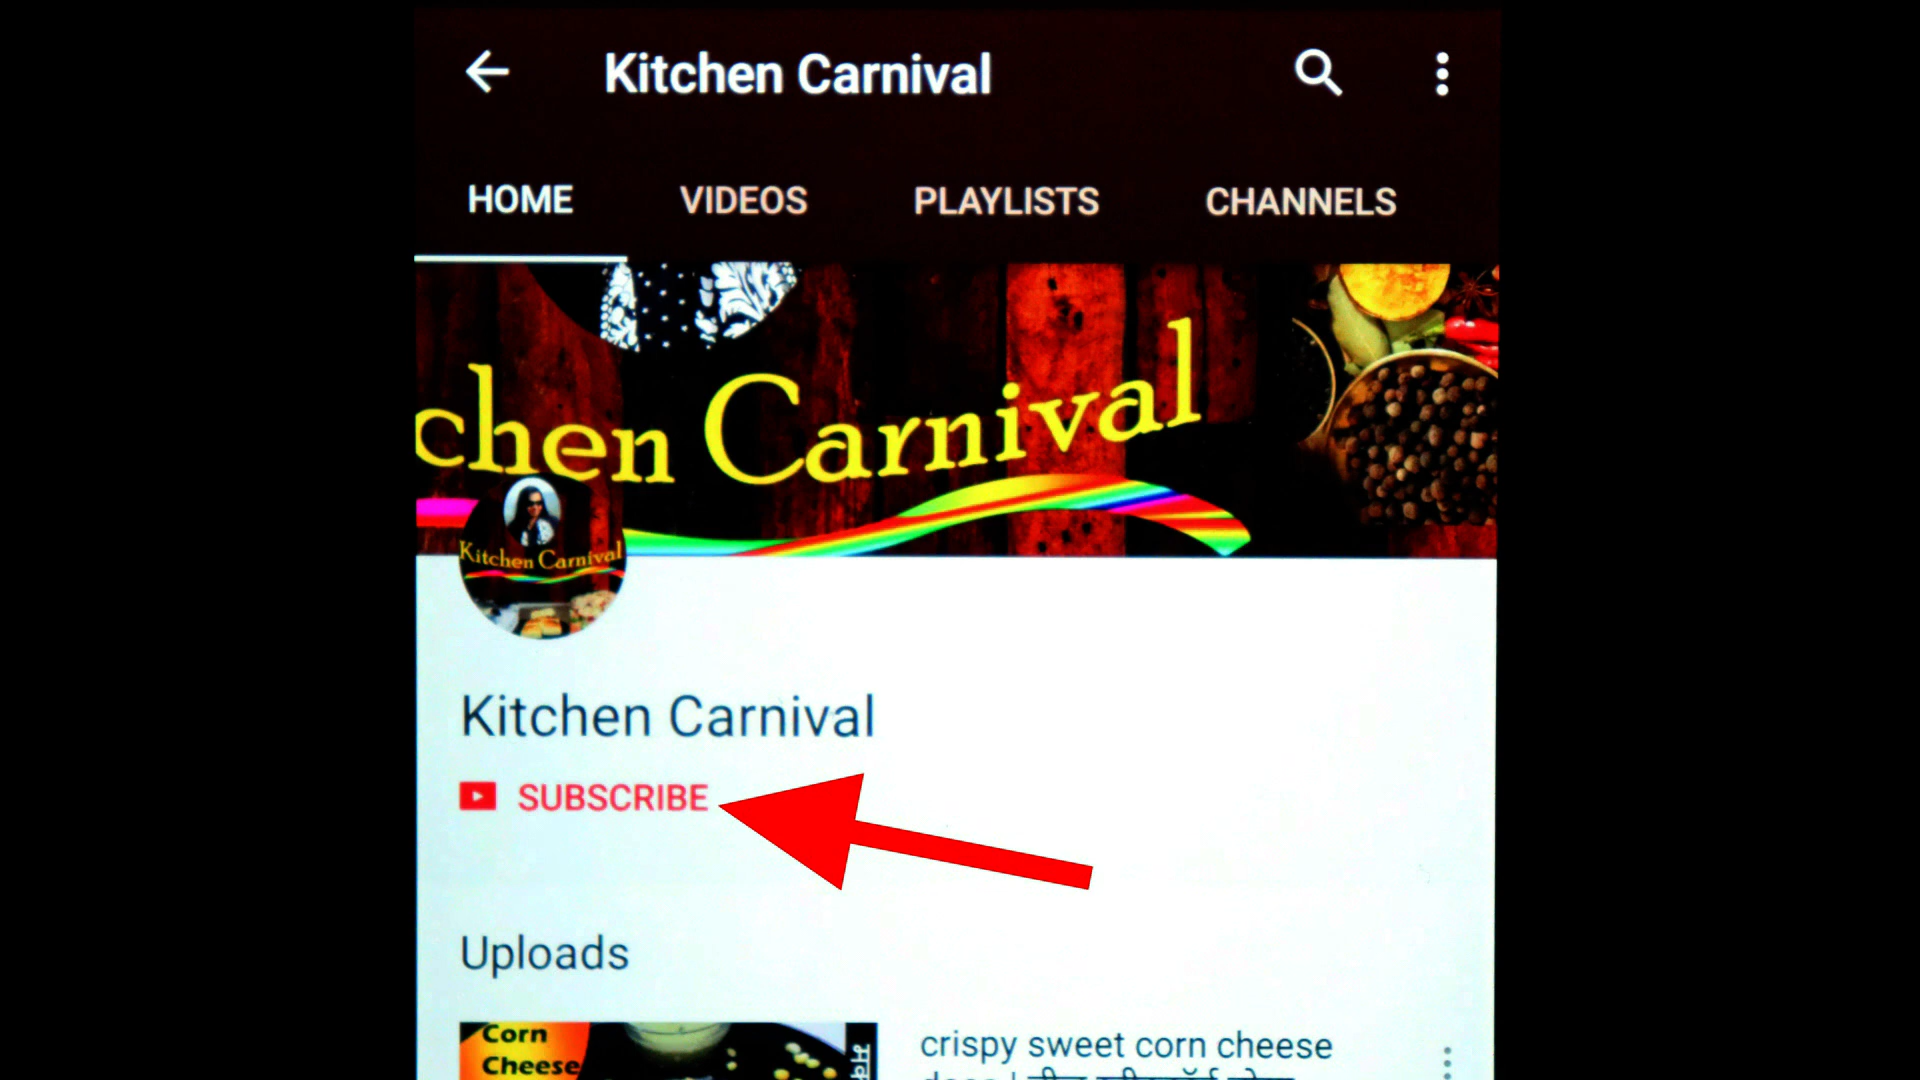 Kitchen Carnival
HOME VIDEOS PLAYLISTS CHANNELS
chen Carnival
Kitchen Carnival
Kitchen Carnival
SUBSCRIBE
Uploads
Corn
Cheese
crispy sweet corn cheese